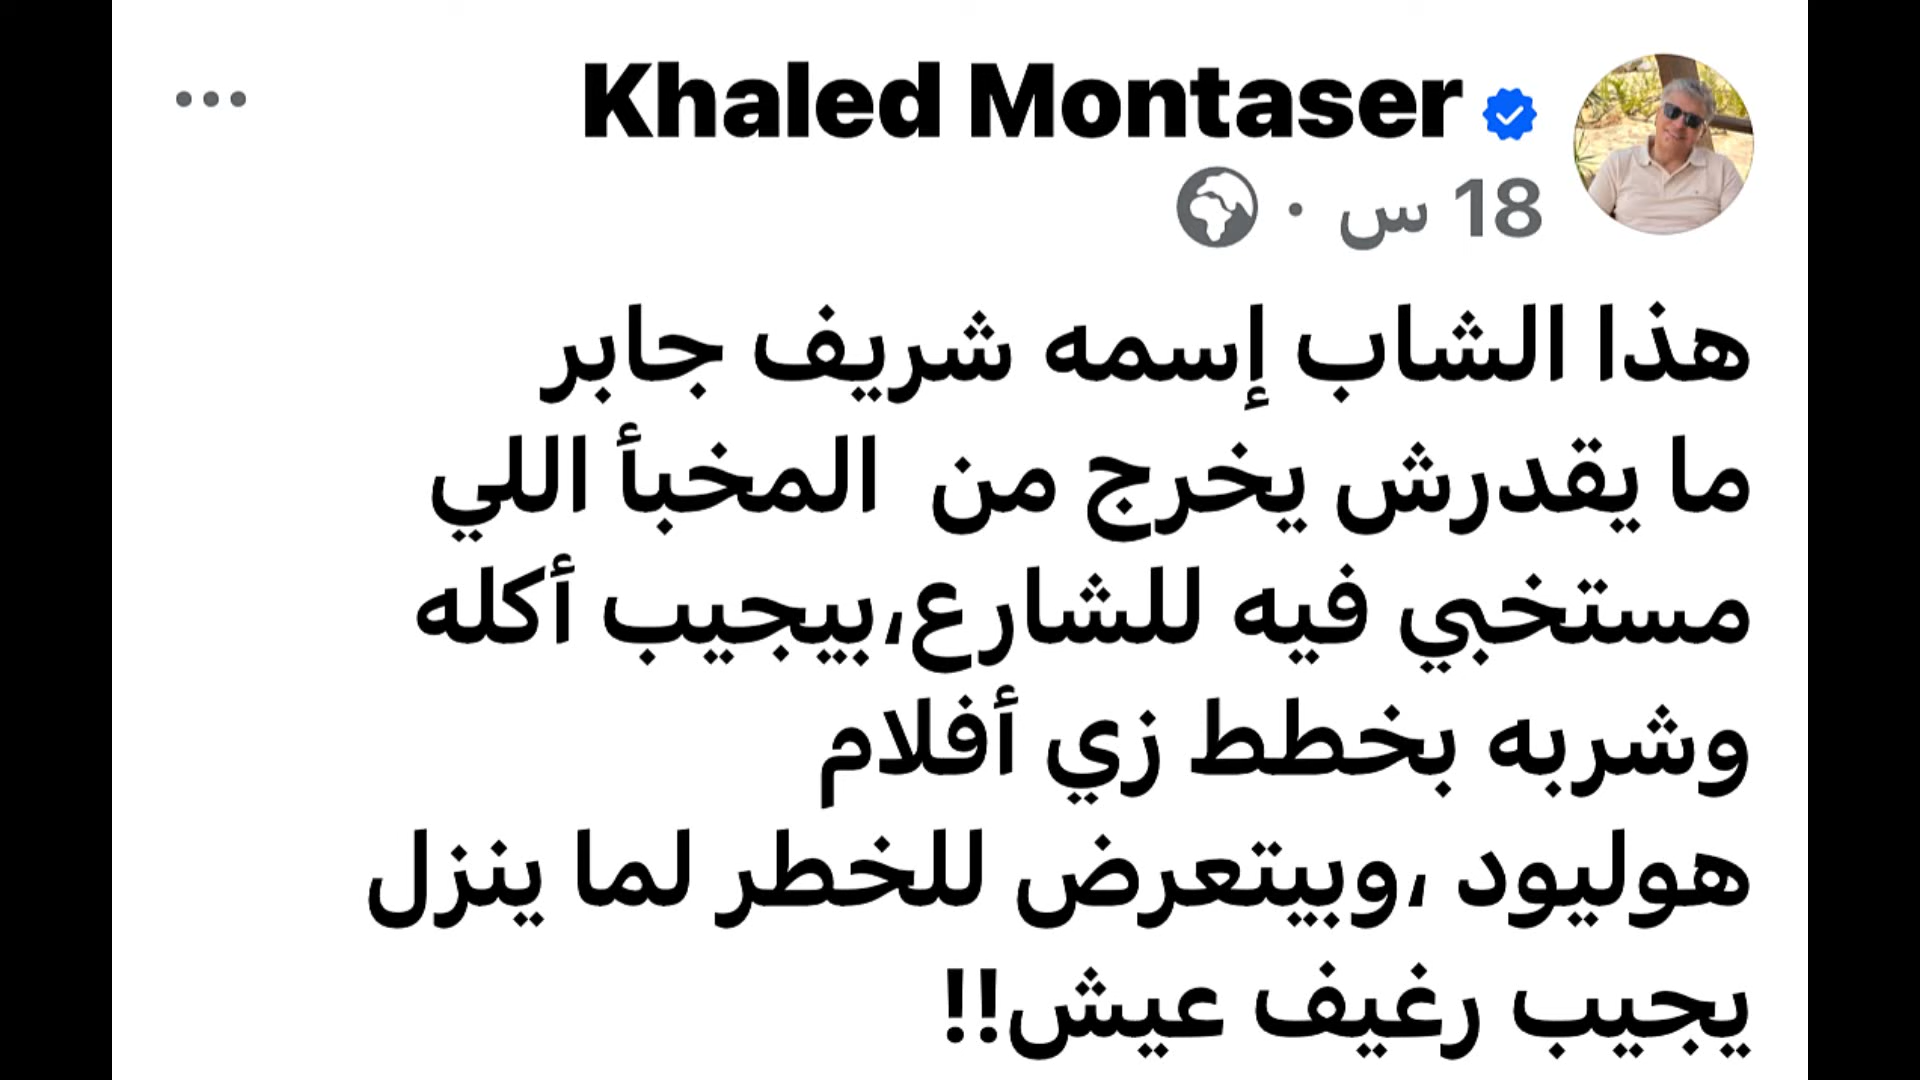 Khaled Montaser
18 س ·
هذا الشاب إسمه شريف جابر
ما يقدرش يخرج من المخبأ اللي
مستخبي فيه للشارع،بيجيب أكله
وشربه بخطط زي أفلام
هوليود ،وبيتعرض للخطر لما ينزل
يجيب رغيف عيش!!